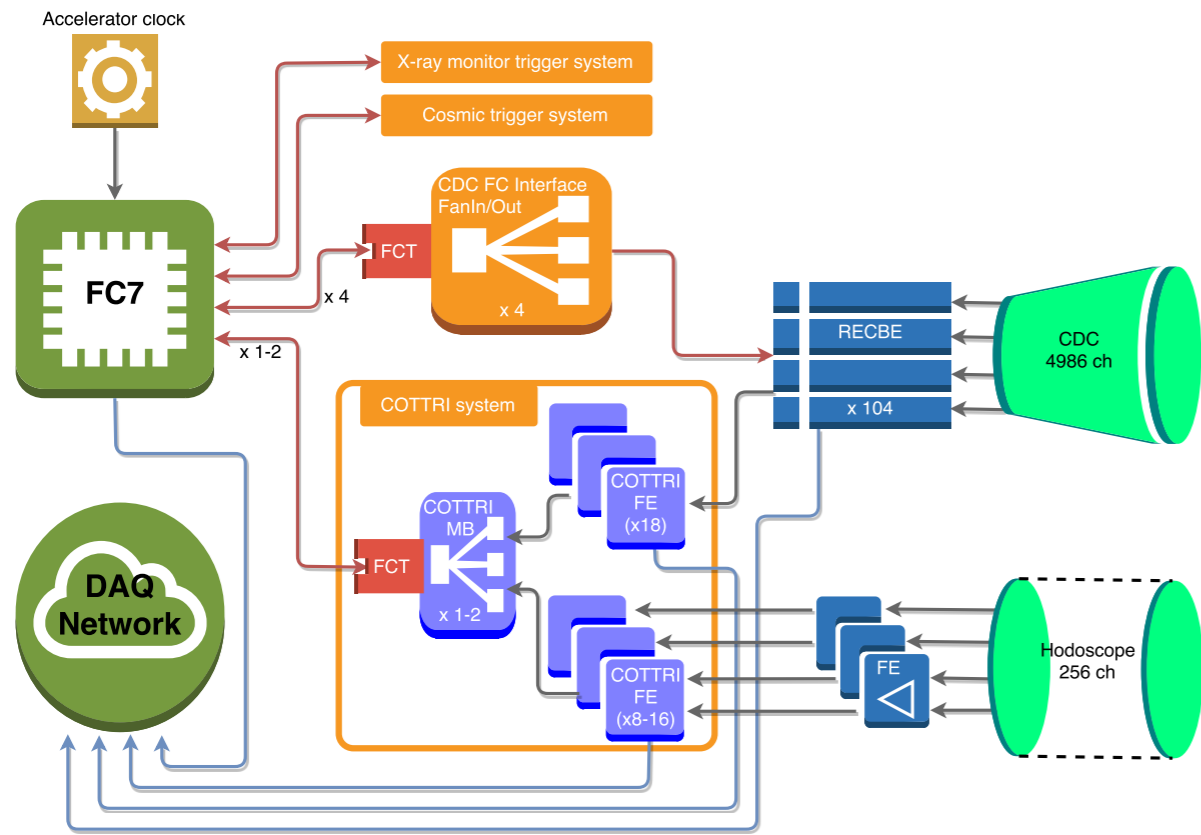 Accelerator clock
X-ray monitor trigger system
Cosmic trigger system
CDC FC Interface
FanIn/Out
FCT
x 4
FC7
x 4
x 1-2
RECBE
x 104
CDC
4986 ch
COTTRI system
COTTRI
FE
(x18)
COTTRI
MB
FCT
x 1-2
DAQ
Network
COTTRI
FE
(x8-16)
FE
Hodoscope
256 ch